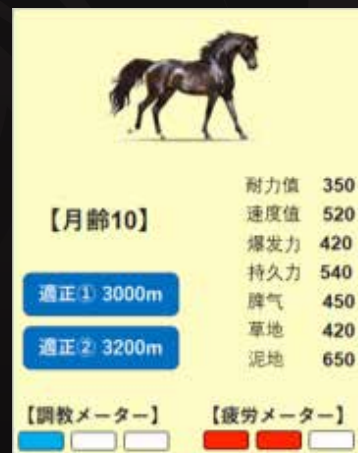 耐力值 350
速度值 520
【月齢10】
爆发力 420
持久力 540
適正① 3000m
脾气 450
草地 420
適正② 3200m
泥地 650
【調教メーター】 【疲労メーター】